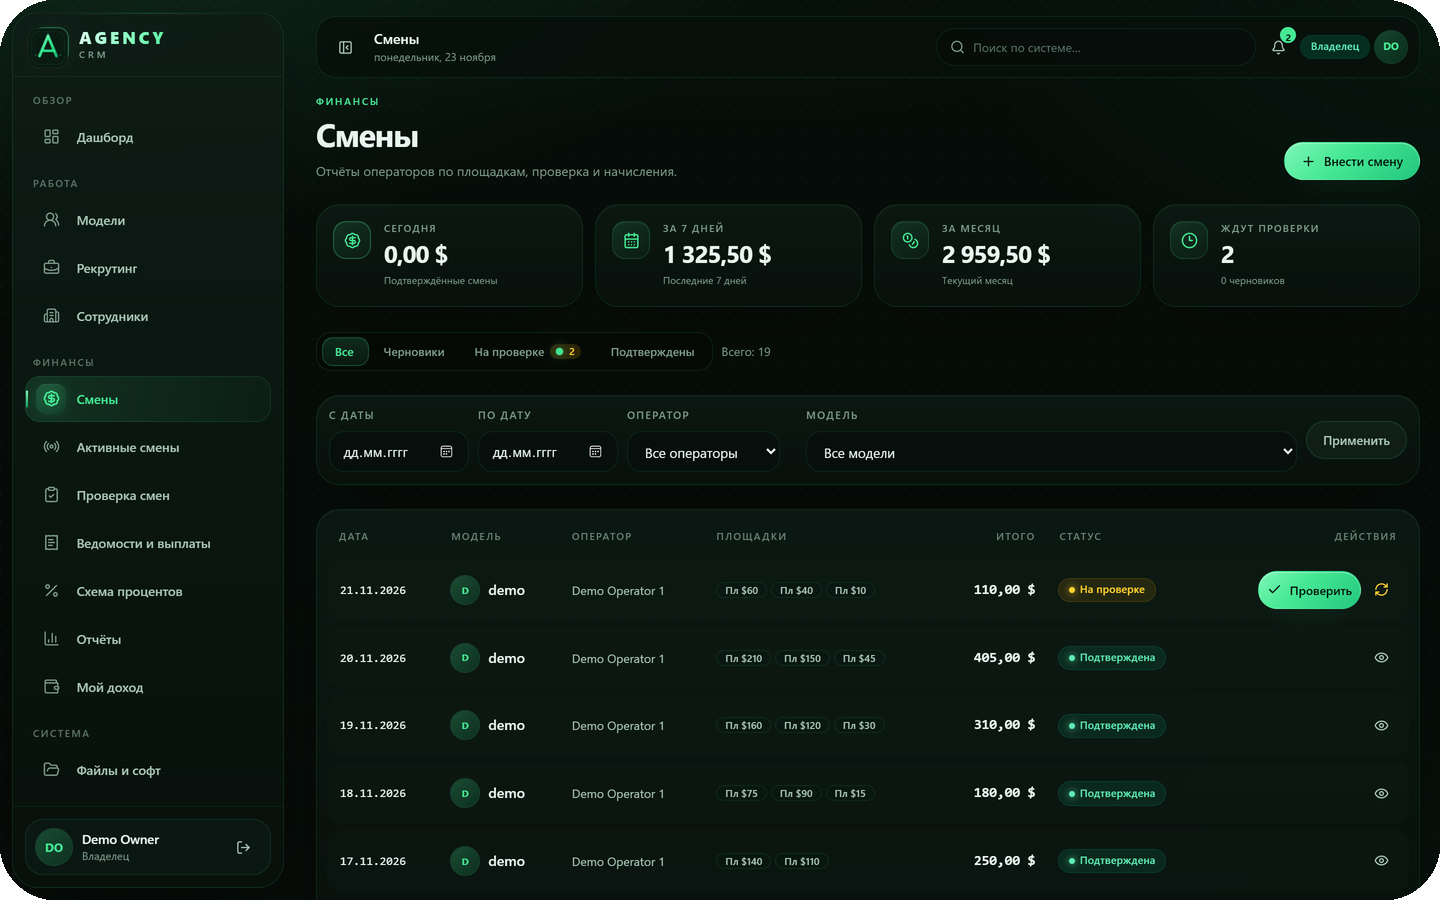 AGENCY
CRM
ОБЗОР
Дашборд
РАБОТА
Модели
Рекрутинг
Сотрудники
ФИНАНСЫ
Смены
Активные смены
Проверка смен
Ведомости и выплаты
Схема процентов
Отчёты
Мой доход
СИСТЕМА
Файлы и софт
DO
Demo Owner
Владелец
Смены
понедельник, 23 ноября
Поиск по системе...
2
Владелец
DO
ФИНАНСЫ
Смены
Отчёты операторов по площадкам, проверка и начисления.
Внести смену
СЕГОДНЯ
0,00 $
Подтверждённые смены
ЗА 7 ДНЕЙ
1 325,50 $
Последние 7 дней
ЗА МЕСЯЦ
2 959,50 $
Текущий месяц
ЖДУТ ПРОВЕРКИ
2
0 черновиков
Все Черновики На проверке 2 Подтверждены Всего: 19
С ДАТЫ ПО ДАТУ ОПЕРАТОР МОДЕЛЬ
дд.мм.гггг дд.мм.гггг Все операторы Все модели Применить
ДАТА МОДЕЛЬ ОПЕРАТОР ПЛОЩАДКИ ИТОГО СТАТУС ДЕЙСТВИЯ
21.11.2026 D demo Demo Operator 1 Пл $60 Пл $40 Пл $10 110,00 $ На проверке Проверить
20.11.2026 D demo Demo Operator 1 Пл $210 Пл $150 Пл $45 405,00 $ Подтверждена
19.11.2026 D demo Demo Operator 1 Пл $160 Пл $120 Пл $30 310,00 $ Подтверждена
18.11.2026 D demo Demo Operator 1 Пл $75 Пл $90 Пл $15 180,00 $ Подтверждена
17.11.2026 D demo Demo Operator 1 Пл $140 Пл $110 250,00 $ Подтверждена